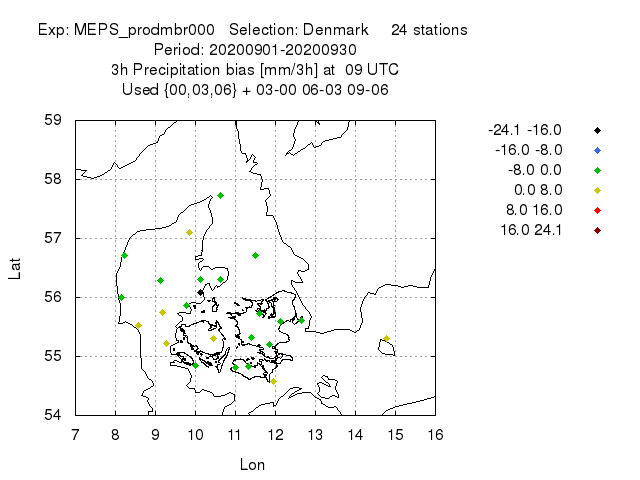 Exp: MEPS_prodmbr000 Selection: Denmark 24 stations
Period: 20200901-20200930
3h Precipitation bias [mm/3h] at 09 UTC
Used {00,03,06} + 03-00 06-03 09-06
-24.1 -16.0
-16.0 -8.0
-8.0 0.0
0.0 8.0
8.0 16.0
16.0 24.1
59
58
57
56
55
54
Lat
7 8 9 10 11 12 13 14 15 16
Lon